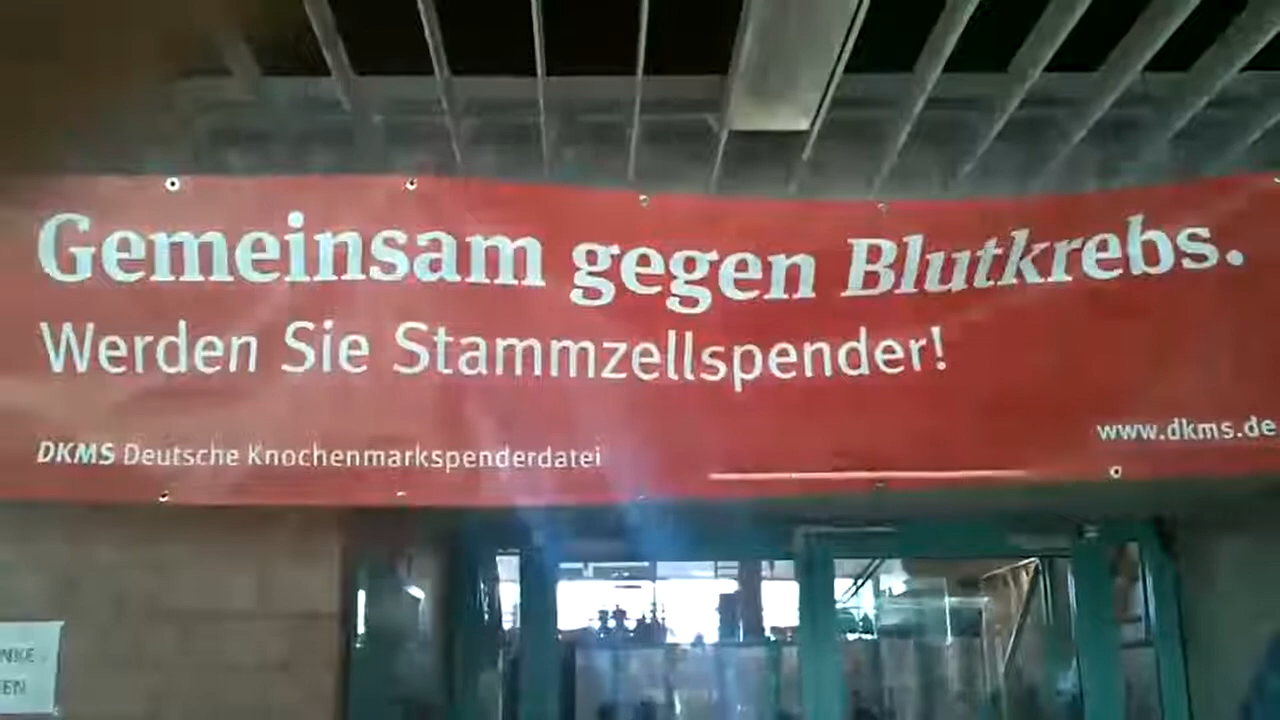 Gemeinsam gegen Blutkrebs.
Werden Sie Stammzellspender!
DKMS Deutsche Knochenmarkspenderdatei
www.dkms.de